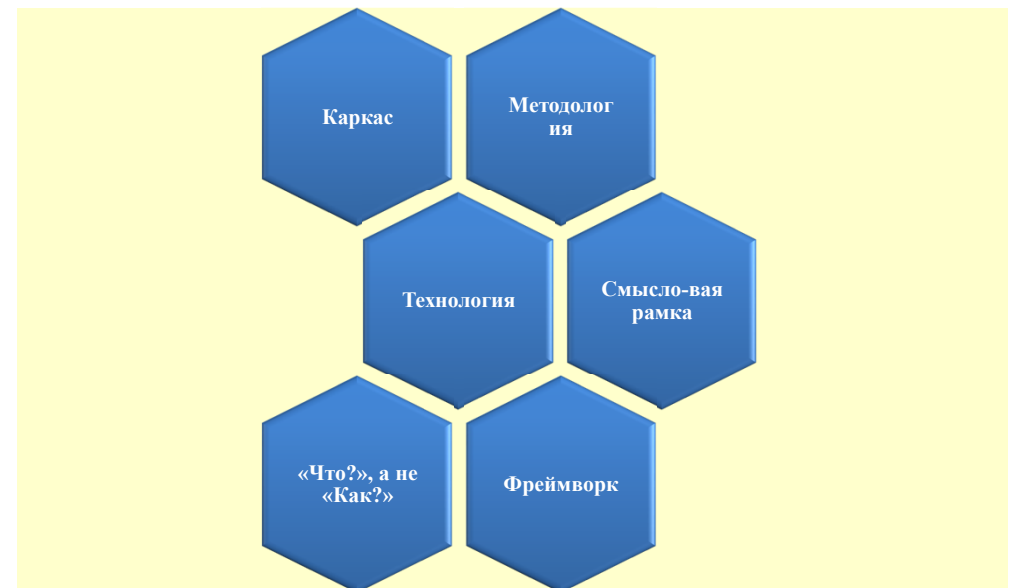 Каркас
Методолог
ия
Технология
Смысло-вая
рамка
«Что?», а не
«Как?»
Фреймворк